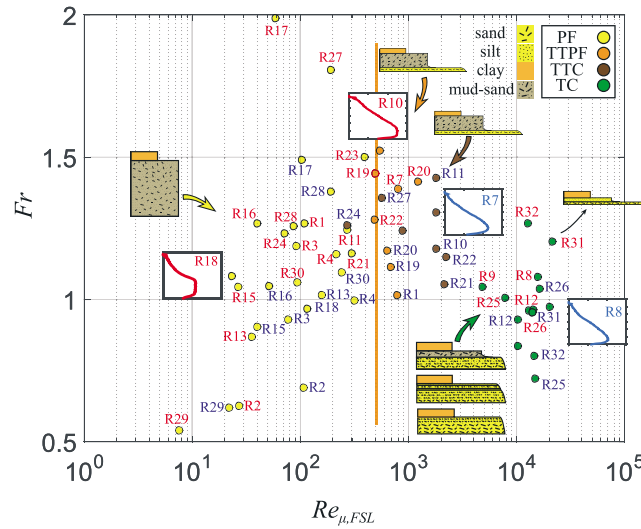 2
1.5
1
0.5
Fr
10^0
10^1
10^2
10^3
10^4
10^5
Re_{μ,FSL}
sand
silt
clay
mud-sand
PF
TTPF
TTC
TC
R17
R27
R10
R39
R17
R19
R7
R20
R11
R28
R27
R16
R28
R1
R24
R22
R24
R3
R11
R4
R21
R20
R10
R22
R7
R32
R31
R18
R30
R30
R19
R15
R16
R13
R4
R1
R21
R9
R8
R26
R25
R18
R3
R15
R13
R12
R12
R31
R26
R8
R32
R25
R2
R29
R2
R29